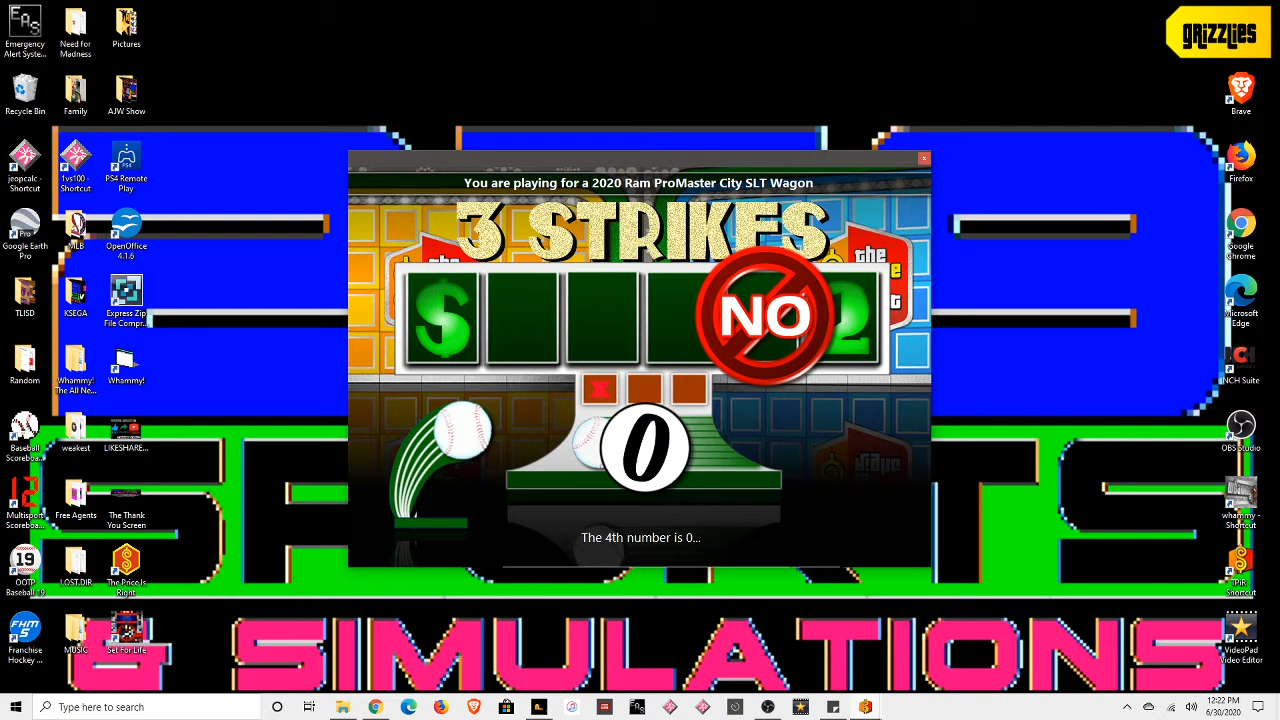 Emergency
Alert Syste...
Need for
Madness
Pictures
GRIZZLIES
Recycle Bin
Family
AJW Show
Brave
jeopcalc -
Shortcut
1vs100 -
Shortcut
PS4 Remote
Play
Firefox
Google Earth
Pro
MLB
OpenOffice
4.1.6
Google
Chrome
TLISD
KSEGA
Express Zip
File Compr...
Microsoft
Edge
Random
Whammy!
The All Ne...
Whammy!
NCH Suite
Baseball
Scoreboa...
weakest
LIKESHARE...
OBS Studio
Multisport
Scoreboa...
Free Agents
The Thank
You Screen
whammy -
Shortcut
OOTP
Baseball 19
LOST.DIR
The Price Is
Right
TPiR
Shortcut
Franchise
Hockey ...
MUSIC
Set For Life
VideoPad
Video Editor
You are playing for a 2020 Ram ProMaster City SLT Wagon
3 STRIKES
$
2
NO
X
0
The 4th number is 0...
SPORTS
& SIMULATIONS
Type here to search
12:22 PM
6/30/2020